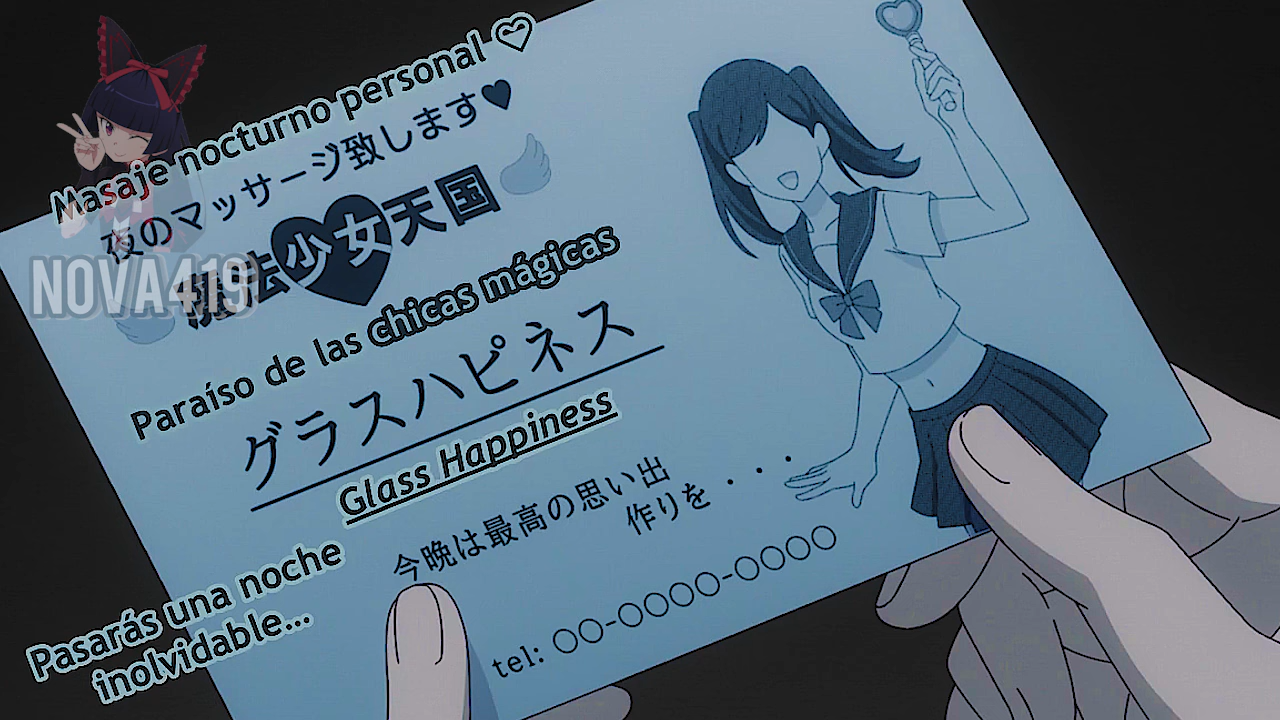 Masaje nocturno personal ♡
夜のマッサージ致します♥
魔法少女天国
NOVA419
Paraíso de las chicas mágicas
グラスハピネス
Glass Happiness
今晩は最高の思い出
作りを・・・
Pasarás una noche
inolvidable...
tel: ○○-○○○○-○○○○